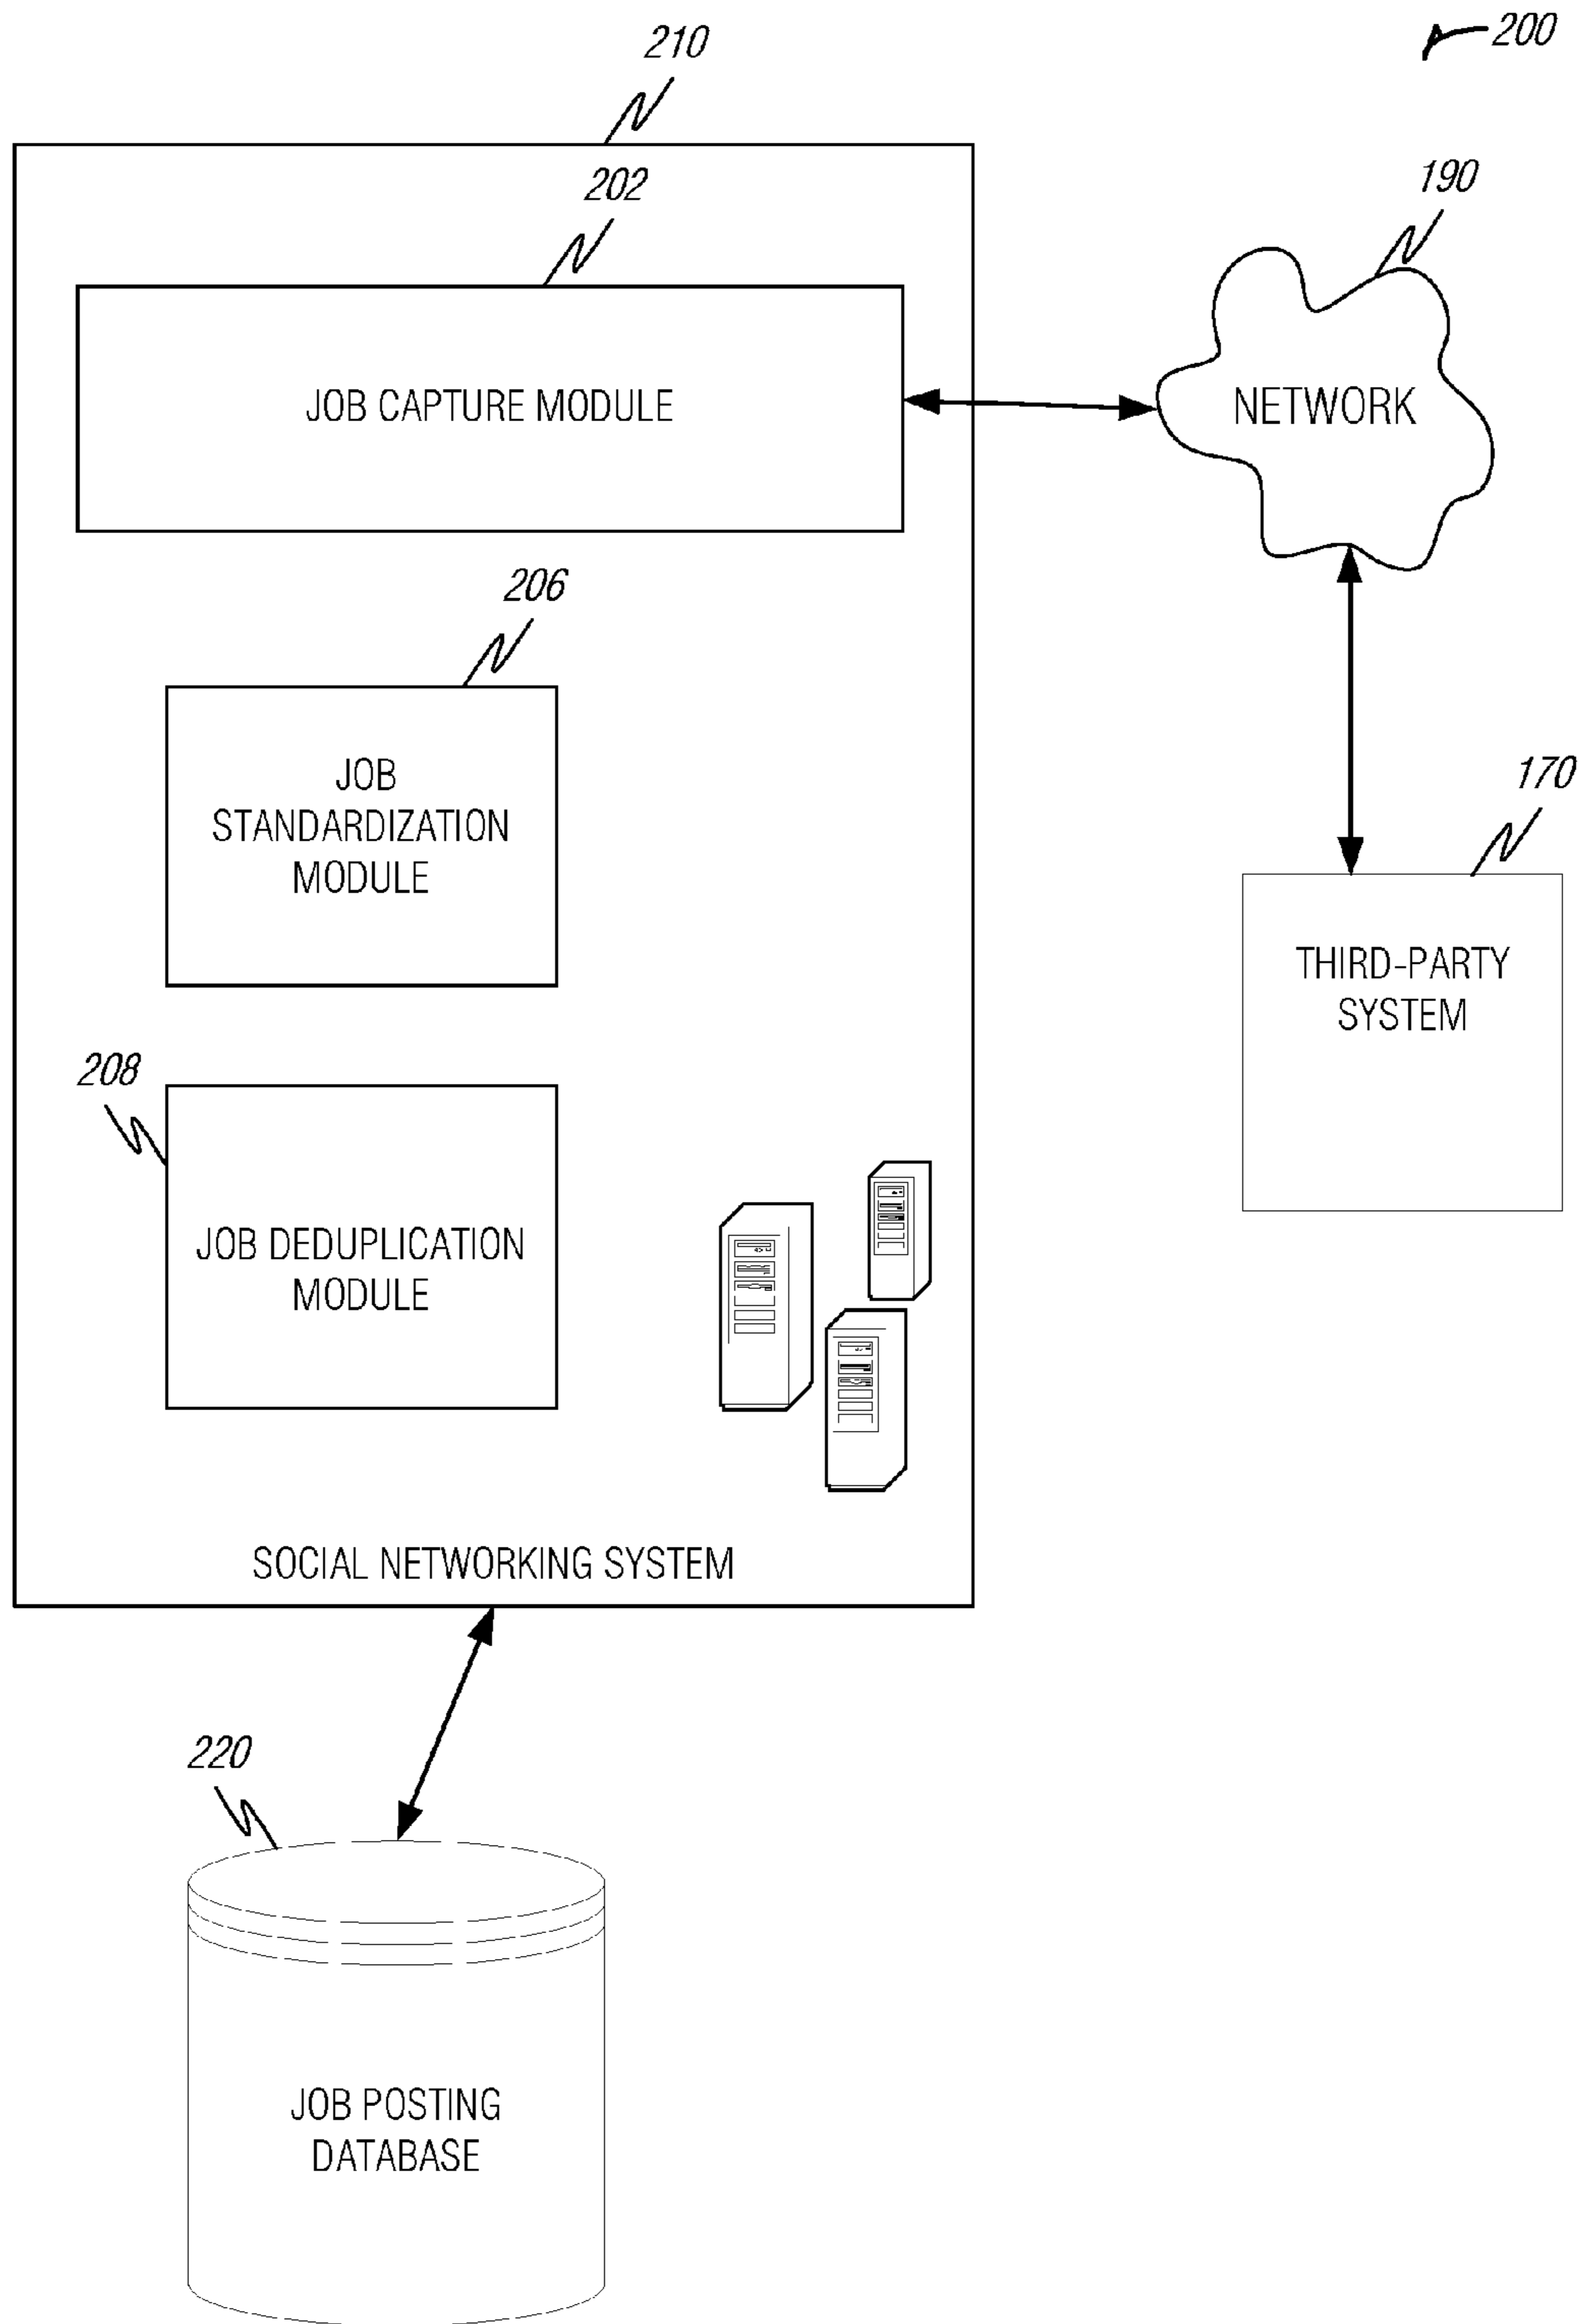 210
200
202
190
JOB CAPTURE MODULE
NETWORK
206
JOB
STANDARDIZATION
MODULE
170
THIRD-PARTY
SYSTEM
208
JOB DEDUPLICATION
MODULE
SOCIAL NETWORKING SYSTEM
220
JOB POSTING
DATABASE